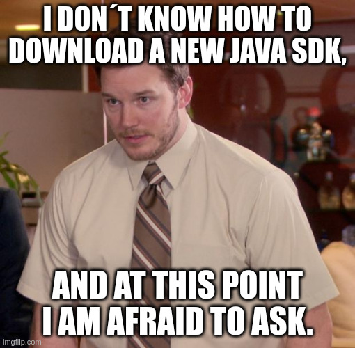 I DON´T KNOW HOW TO
DOWNLOAD A NEW JAVA SDK,
AND AT THIS POINT
I AM AFRAID TO ASK.
imgflip.com